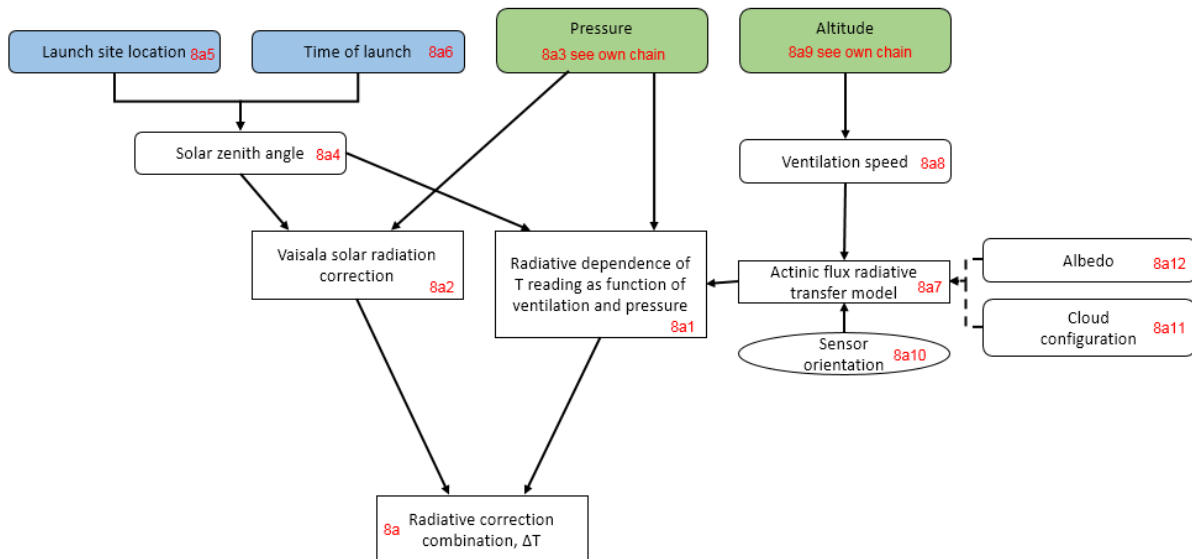 Pressure
8a3 see own chain
Altitude
8a9 see own chain
Launch site location 8a5
Time of launch 8a6
Solar zenith angle 8a4
Ventilation speed 8a8
Vaisala solar radiation
correction
8a2
Radiative dependence of
T reading as function of
ventilation and pressure
8a1
Actinic flux radiative
transfer model 8a7
Albedo 8a12
Cloud
configuration 8a11
Sensor
orientation 8a10
8a Radiative correction
combination, ΔT